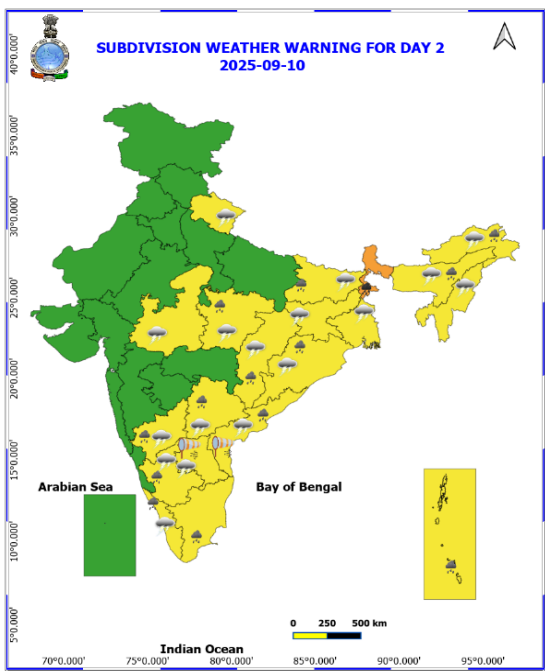 SUBDIVISION WEATHER WARNING FOR DAY 2
2025-09-10
40°0.000'
35°0.000'
30°0.000'
25°0.000'
20°0.000'
15°0.000'
10°0.000'
5°0.000'
Arabian Sea
Bay of Bengal
0 250 500 km
Indian Ocean
70°0.000' 75°0.000' 80°0.000' 85°0.000' 90°0.000' 95°0.000'